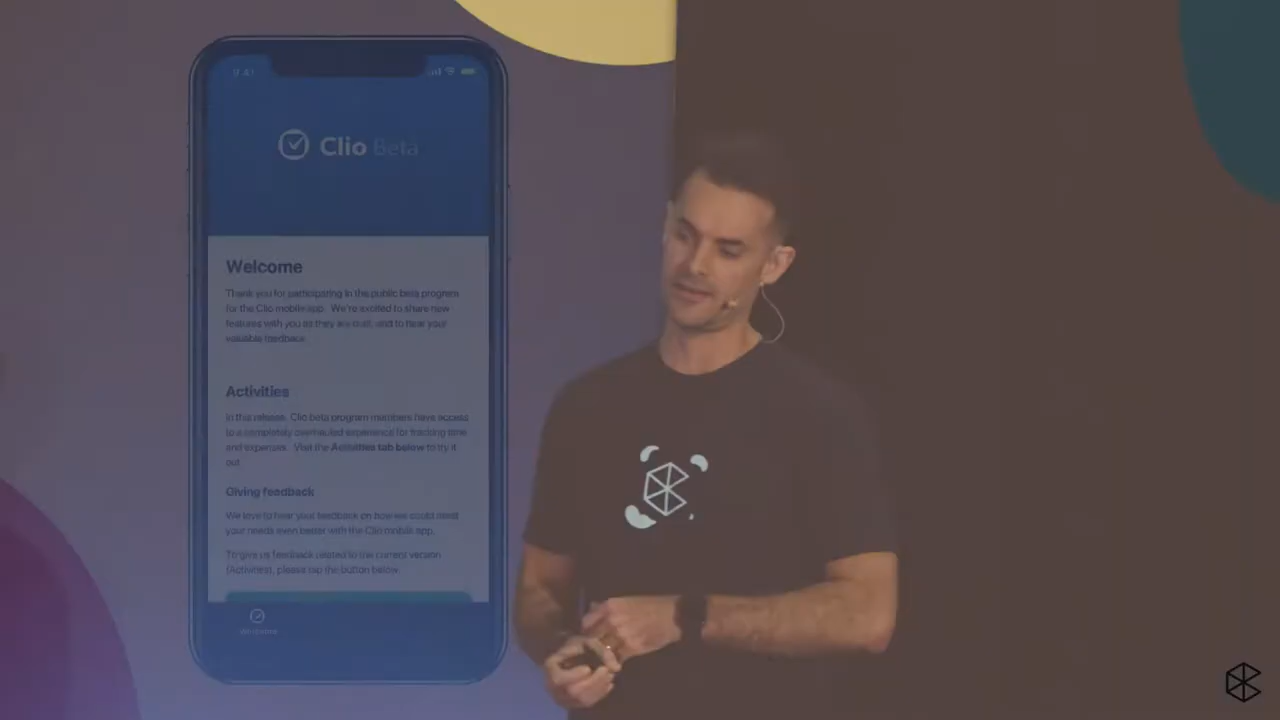 9:41
Clio Beta
Welcome
Thank you for participating in the public beta program
for the Clio mobile app. We're excited to share new
features with you as they are built, and to hear your
valuable feedback.
Activities
In this release, Clio beta program members have access
to a completely overhauled experience for tracking time
and expenses. Visit the Activities tab below to try it
out.
Giving feedback
We love to hear your feedback on how we could meet
your needs even better with the Clio mobile app.
To give us feedback related to the current version
(Activities), please tap the button below.